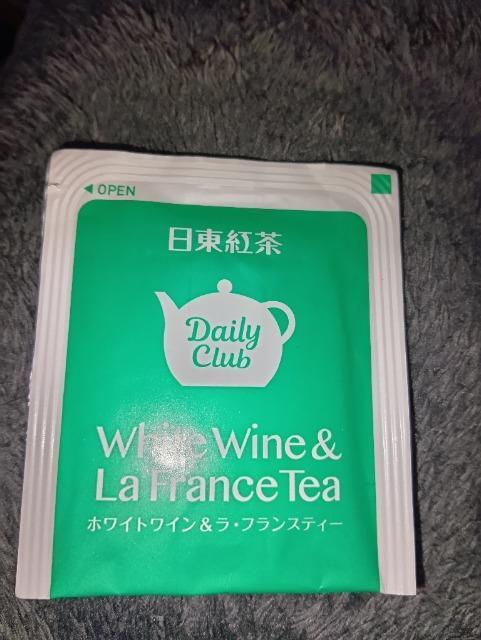 ◀ OPEN
日東紅茶
Daily
Club
White Wine &
La France Tea
ホワイトワイン&ラ・フランスティー